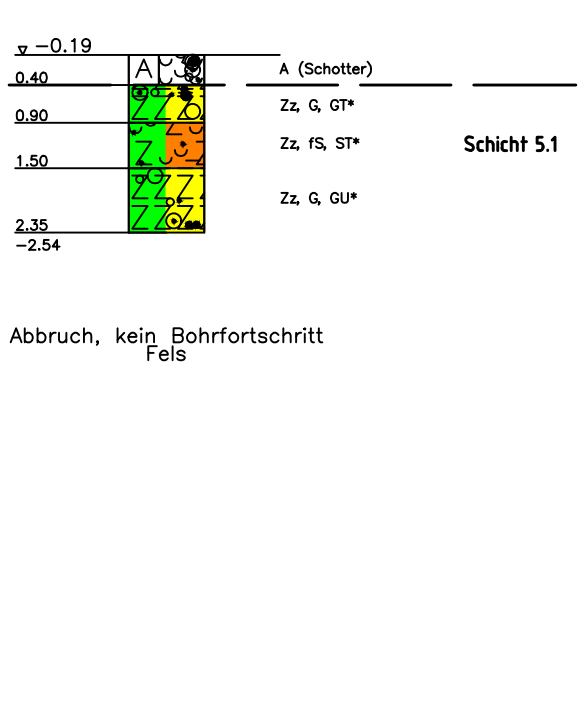 ▽ −0.19
A
A (Schotter)
0.40
Zz, G, GT*
0.90
Zz, fS, ST*
Schicht 5.1
1.50
Zz, G, GU*
2.35
−2.54
Abbruch, kein Bohrfortschritt
Fels